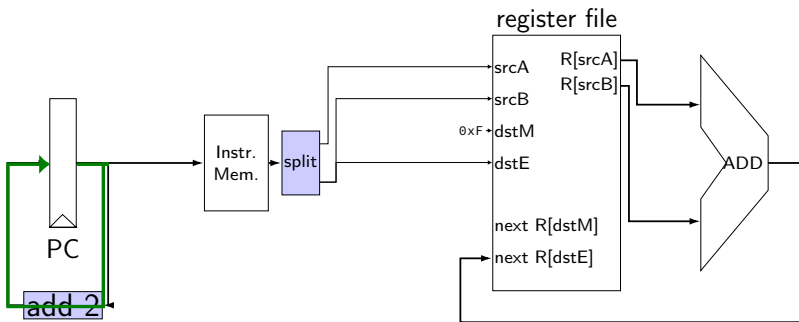 register file
srcA
srcB
0xF
dstM
dstE
next R[dstM]
next R[dstE]
R[srcA]
R[srcB]
ADD
split
Instr.
Mem.
PC
add 2